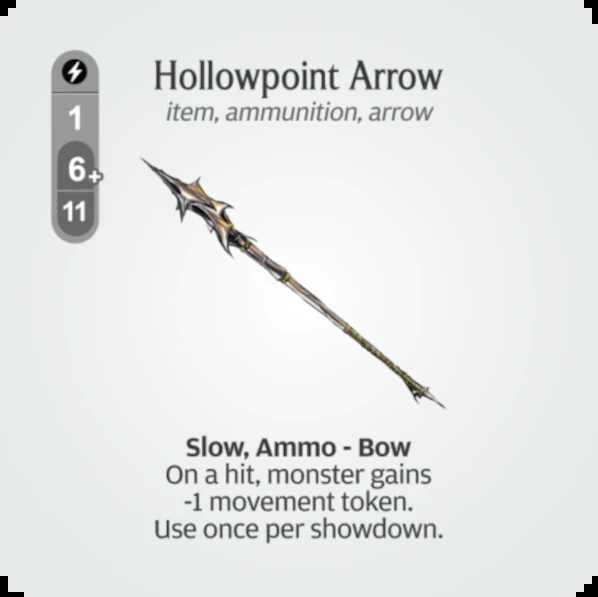 Hollowpoint Arrow
item, ammunition, arrow
1
6+
11
Slow, Ammo - Bow
On a hit, monster gains
-1 movement token.
Use once per showdown.